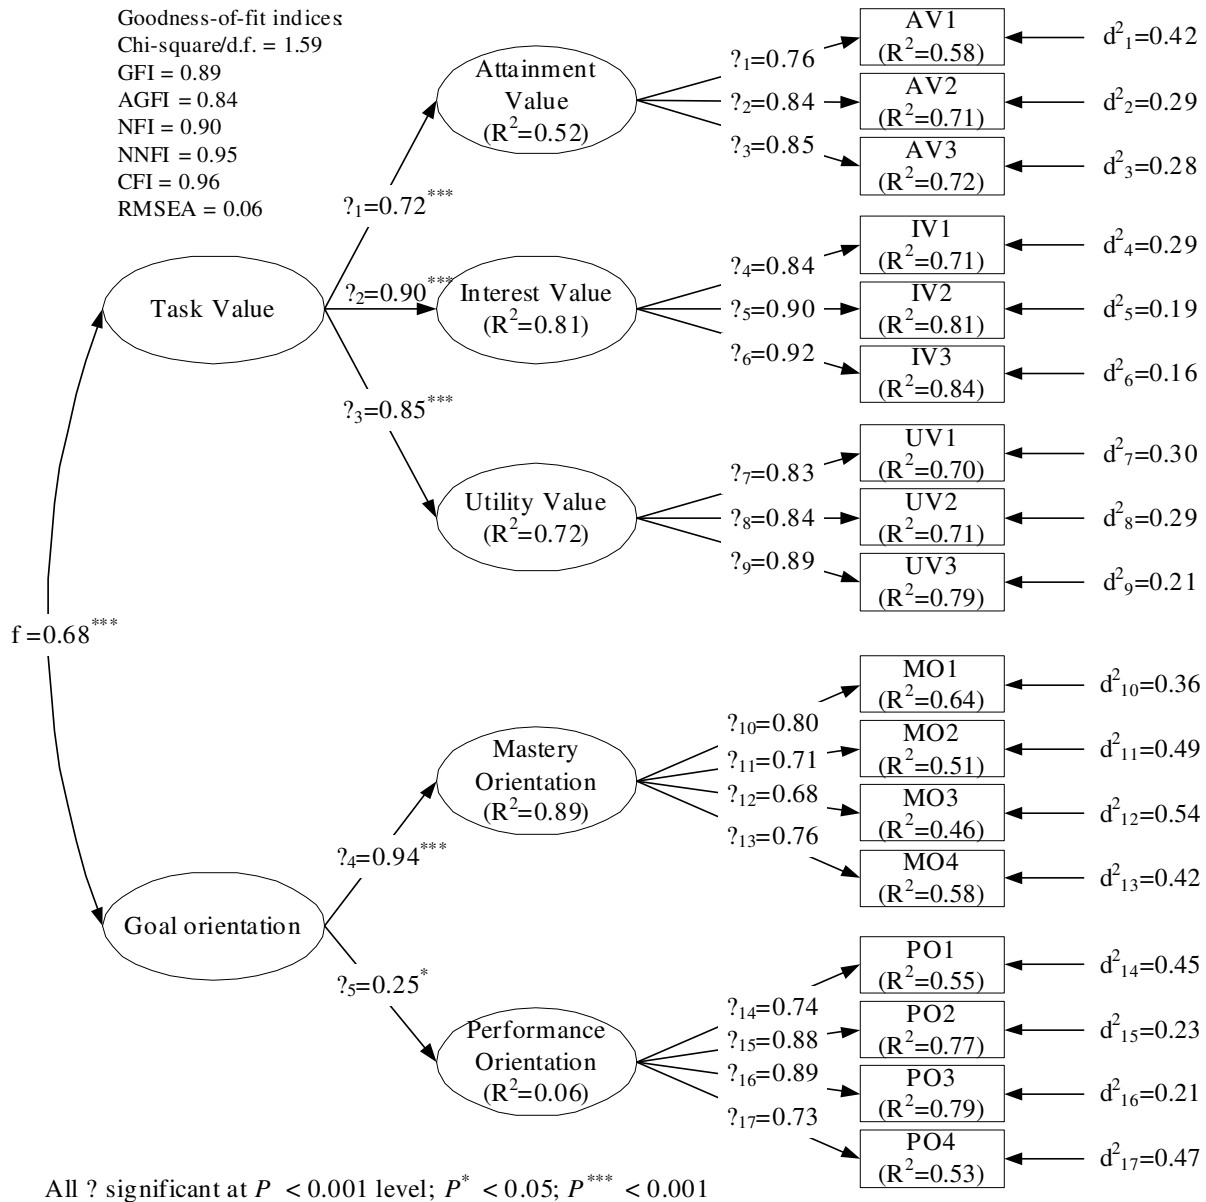 Goodness-of-fit indices:
Chi-square/d.f. = 1.59
GFI = 0.89
AGFI = 0.84
NFI = 0.90
NNFI = 0.95
CFI = 0.96
RMSEA = 0.06
Task Value
?₁=0.72***
?₂=0.90***
?₃=0.85***
Attainment
Value
(R²=0.52)
?₁=0.76
?₂=0.84
?₃=0.85
AV1
(R²=0.58)
d²₁=0.42
AV2
(R²=0.71)
d²₂=0.29
AV3
(R²=0.72)
d²₃=0.28
Interest Value
(R²=0.81)
?₄=0.84
?₅=0.90
?₆=0.92
IV1
(R²=0.71)
d²₄=0.29
IV2
(R²=0.81)
d²₅=0.19
IV3
(R²=0.84)
d²₆=0.16
Utility Value
(R²=0.72)
?₇=0.83
?₈=0.84
?₉=0.89
UV1
(R²=0.70)
d²₇=0.30
UV2
(R²=0.71)
d²₈=0.29
UV3
(R²=0.79)
d²₉=0.21
f =0.68***
Goal orientation
?₄=0.94***
?₅=0.25*
Mastery
Orientation
(R²=0.89)
?₁₀=0.80
?₁₁=0.71
?₁₂=0.68
?₁₃=0.76
MO1
(R²=0.64)
d²₁₀=0.36
MO2
(R²=0.51)
d²₁₁=0.49
MO3
(R²=0.46)
d²₁₂=0.54
MO4
(R²=0.58)
d²₁₃=0.42
Performance
Orientation
(R²=0.06)
?₁₄=0.74
?₁₅=0.88
?₁₆=0.89
?₁₇=0.73
PO1
(R²=0.55)
d²₁₄=0.45
PO2
(R²=0.77)
d²₁₅=0.23
PO3
(R²=0.79)
d²₁₆=0.21
PO4
(R²=0.53)
d²₁₇=0.47
All ? significant at P < 0.001 level; P* < 0.05; P*** < 0.001